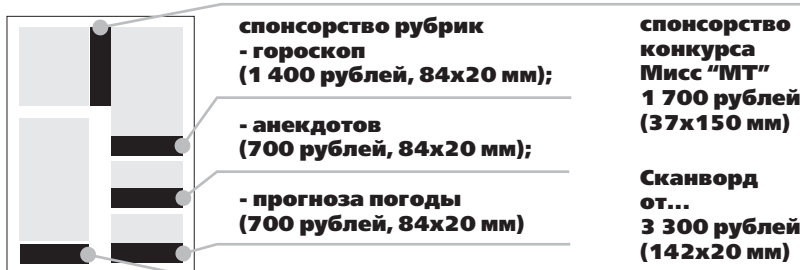 спонсорство рубрик
- гороскоп
(1 400 рублей, 84х20 мм);
- анекдотов
(700 рублей, 84х20 мм);
- прогноза погоды
(700 рублей, 84х20 мм)
спонсорство
конкурса
Мисс “МТ”
1 700 рублей
(37х150 мм)
Сканворд
от...
3 300 рублей
(142х20 мм)